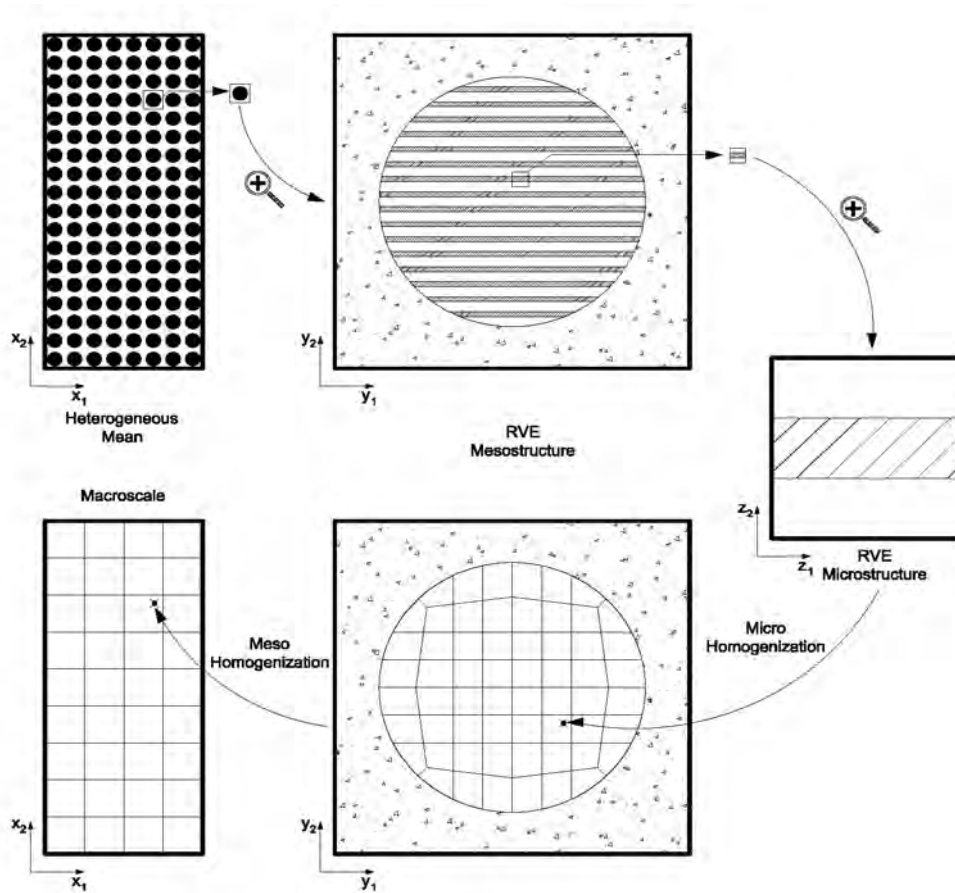 x₂
x₁
Heterogeneous
Mean
y₂
y₁
RVE
Mesostructure
z₂
z₁
RVE
Microstructure
Macroscale
Meso
Homogenization
Micro
Homogenization
x₂
x₁
y₂
y₁